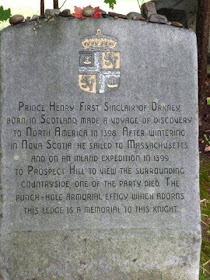 PRINCE HENRY FIRST SINCLAIR OF ORKNEY
BORN IN SCOTLAND MADE A VOYAGE OF DISCOVERY
TO NORTH AMERICA IN 1398. AFTER WINTERING
IN NOVA SCOTIA HE SAILED TO MASSACHUSETTS
AND ON AN INLAND EXPEDITION IN 1399
TO PROSPECT HILL TO VIEW THE SURROUNDING
COUNTRYSIDE, ONE OF THE PARTY DIED. THE
PUNCH-HOLE ARMORIAL EFFIGY WHICH ADORNS
THIS LEDGE IS A MEMORIAL TO THIS KNIGHT.